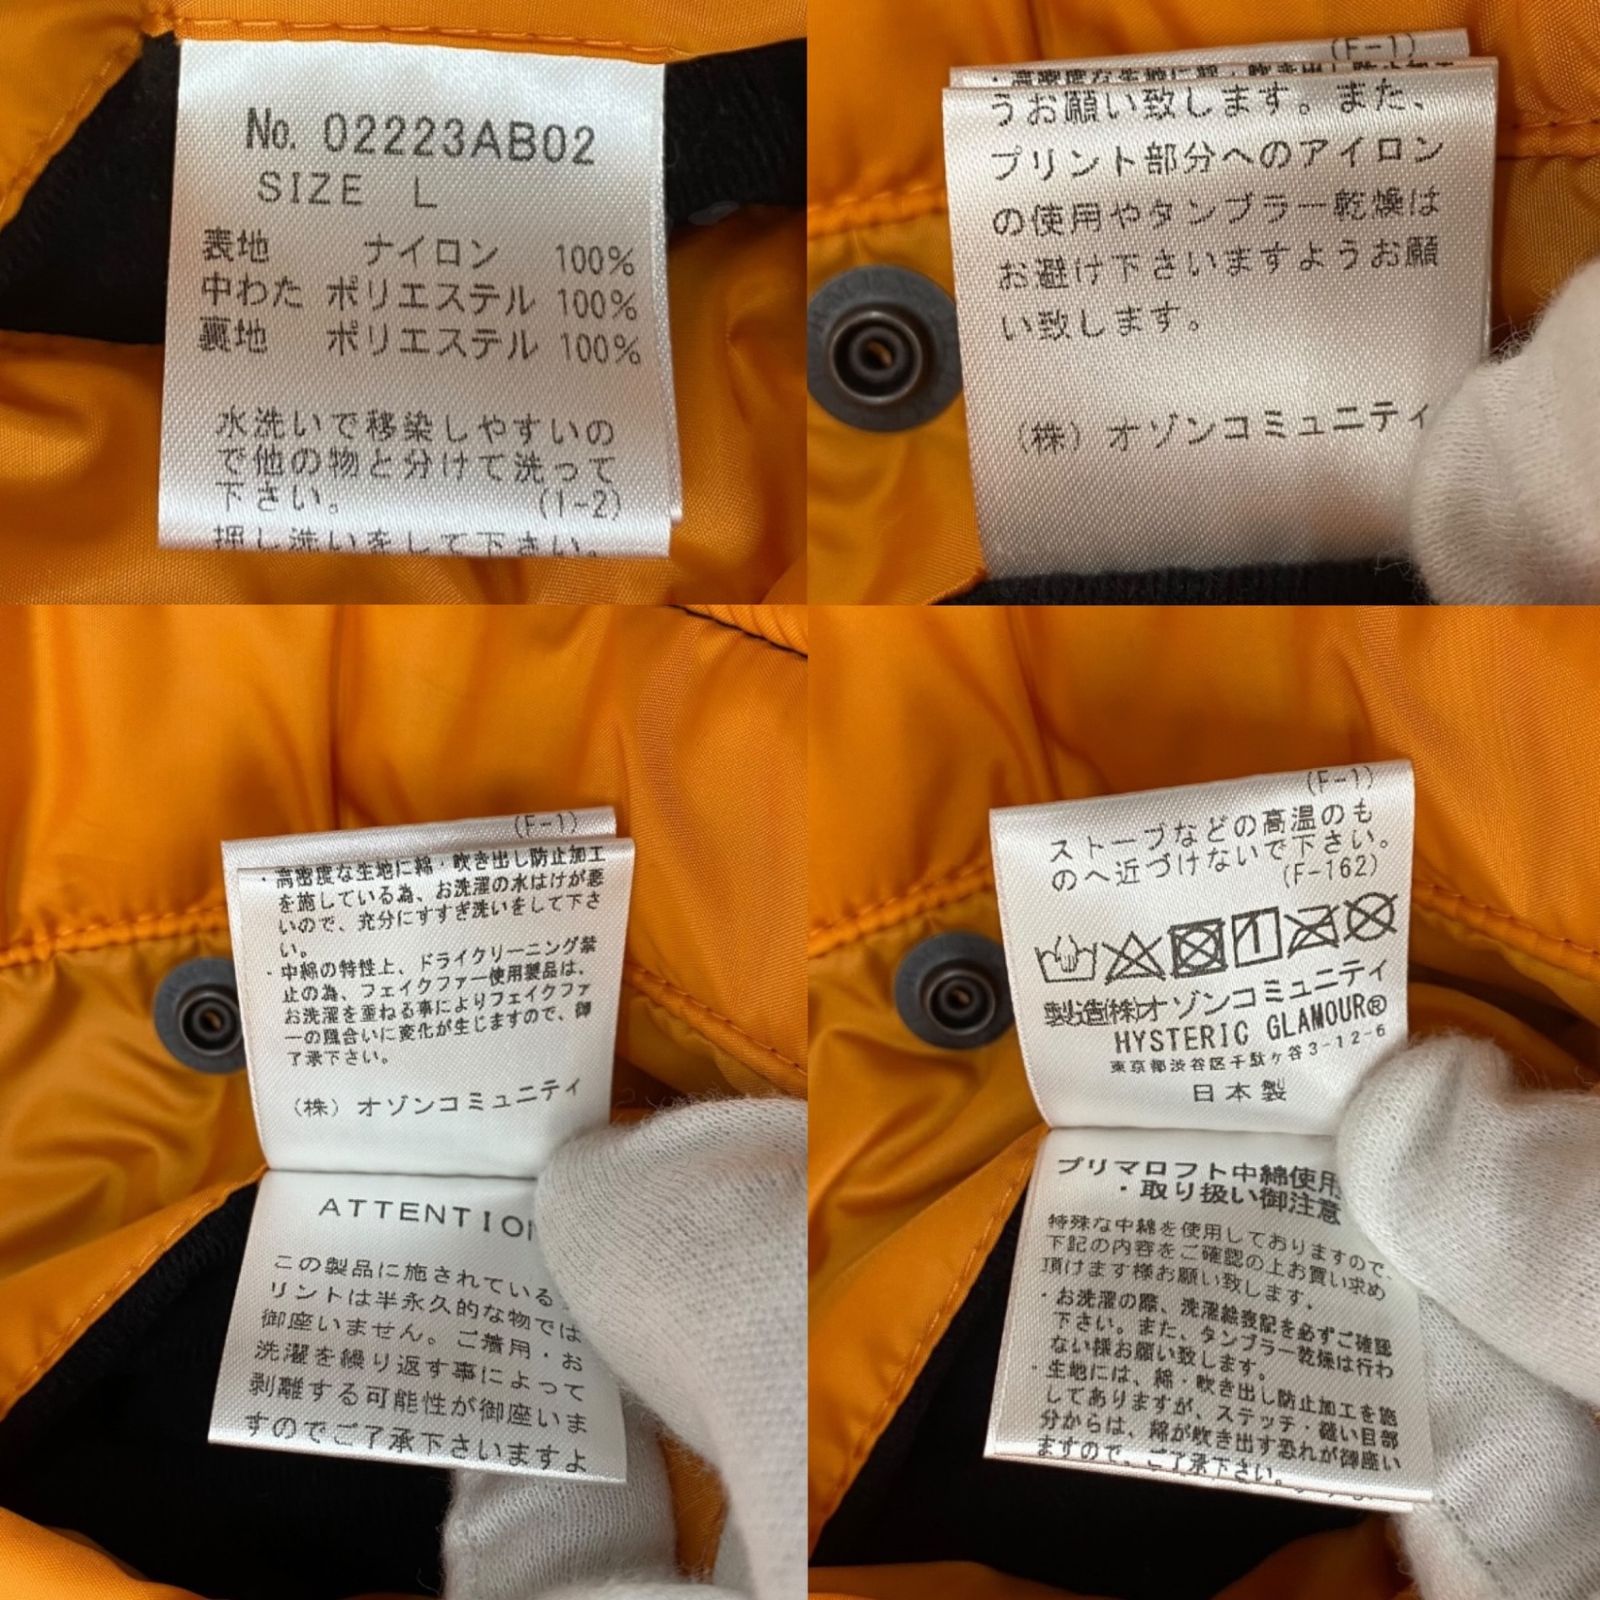 No. 02223AB02
SIZE L
表地 ナイロン 100%
中わた ポリエステル 100%
裏地 ポリエステル 100%
水洗いで移染しやすいの
で他の物と分けて洗って
下さい。 (I-2)
押し洗いをして下さい。
(F-1)
・高密度な生地に綿・吹き出し防止加工
うお願い致します。また、
プリント部分へのアイロン
の使用やタンブラー乾燥は
お避け下さいますようお願
い致します。
(株)オゾンコミュニティ
(F-1)
・高密度な生地に綿・吹き出し防止加工
を施している為、お洗濯の水はけが悪
いので、充分にすすぎ洗いをして下さ
い。
・中綿の特性上、ドライクリーニング禁
止の為、フェイクファー使用製品は、
お洗濯を重ねる事によりフェイクファ
ーの風合いに変化が生じますので、御
了承下さい。
(株)オゾンコミュニティ
ATTENTION
この製品に施されている
リントは半永久的な物では
御座いません。ご着用・お
洗濯を繰り返す事によって
剥離する可能性が御座いま
すのでご了承下さいますよ
(F-1)
ストーブなどの高温のも
のへ近づけないで下さい。
(F-162)
製造(株)オゾンコミュニティ
HYSTERIC GLAMOUR®
東京都渋谷区千駄ヶ谷3-12-6
日本製
プリマロフト中綿使用
・取り扱い御注意
特殊な中綿を使用しておりますので、
下記の内容をご確認の上お買い求め
頂けます様お願い致します。
・お洗濯の際、洗濯絵表記を必ずご確認
下さい。また、タンブラー乾燥は行わ
ない様お願い致します。
・生地には、綿・吹き出し防止加工を施
してありますが、ステッチ・縫い目部
分からは、綿が吹き出す恐れが御座い
ますので、ご了承下さい。